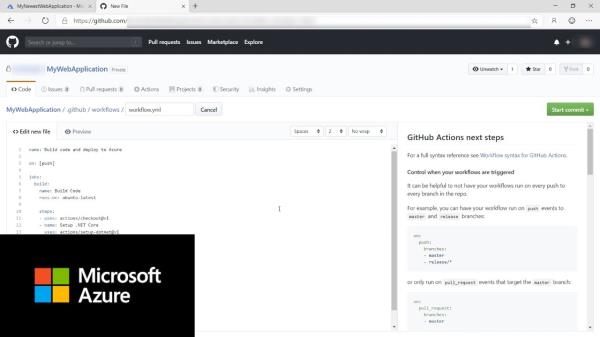 MyNewestWebApplication - Mi
New File
https://github.com
Search or jump to...
Pull requests Issues Marketplace Explore
MyWebApplication Private
Unwatch 1 Star 0 Fork 0
Code Issues 0 Pull requests 0 Actions Projects 0 Security Insights Settings
MyWebApplication / .github / workflows / workflow.yml Cancel
Start commit
Edit new file Preview
Spaces 2 No wrap
1 name: Build code and deploy to Azure
2
3 on: [push]
4
5 jobs:
6 build:
7 name: Build Code
8 runs-on: ubuntu-latest
9
10 steps:
11 - uses: actions/checkout@v1
12 - name: Setup .NET Core
13 uses: actions/setup-dotnet@v1
GitHub Actions next steps
For a full syntax reference see Workflow syntax for GitHub Actions.
Control when your workflows are triggered
It can be helpful to not have your workflows run on every push to
every branch in the repo.
For example, you can have your workflow run on push events to
master and release branches:
on:
push:
branches:
- master
- release/*
or only run on pull_request events that target the master branch:
on:
pull_request:
branches:
- master
Microsoft
Azure